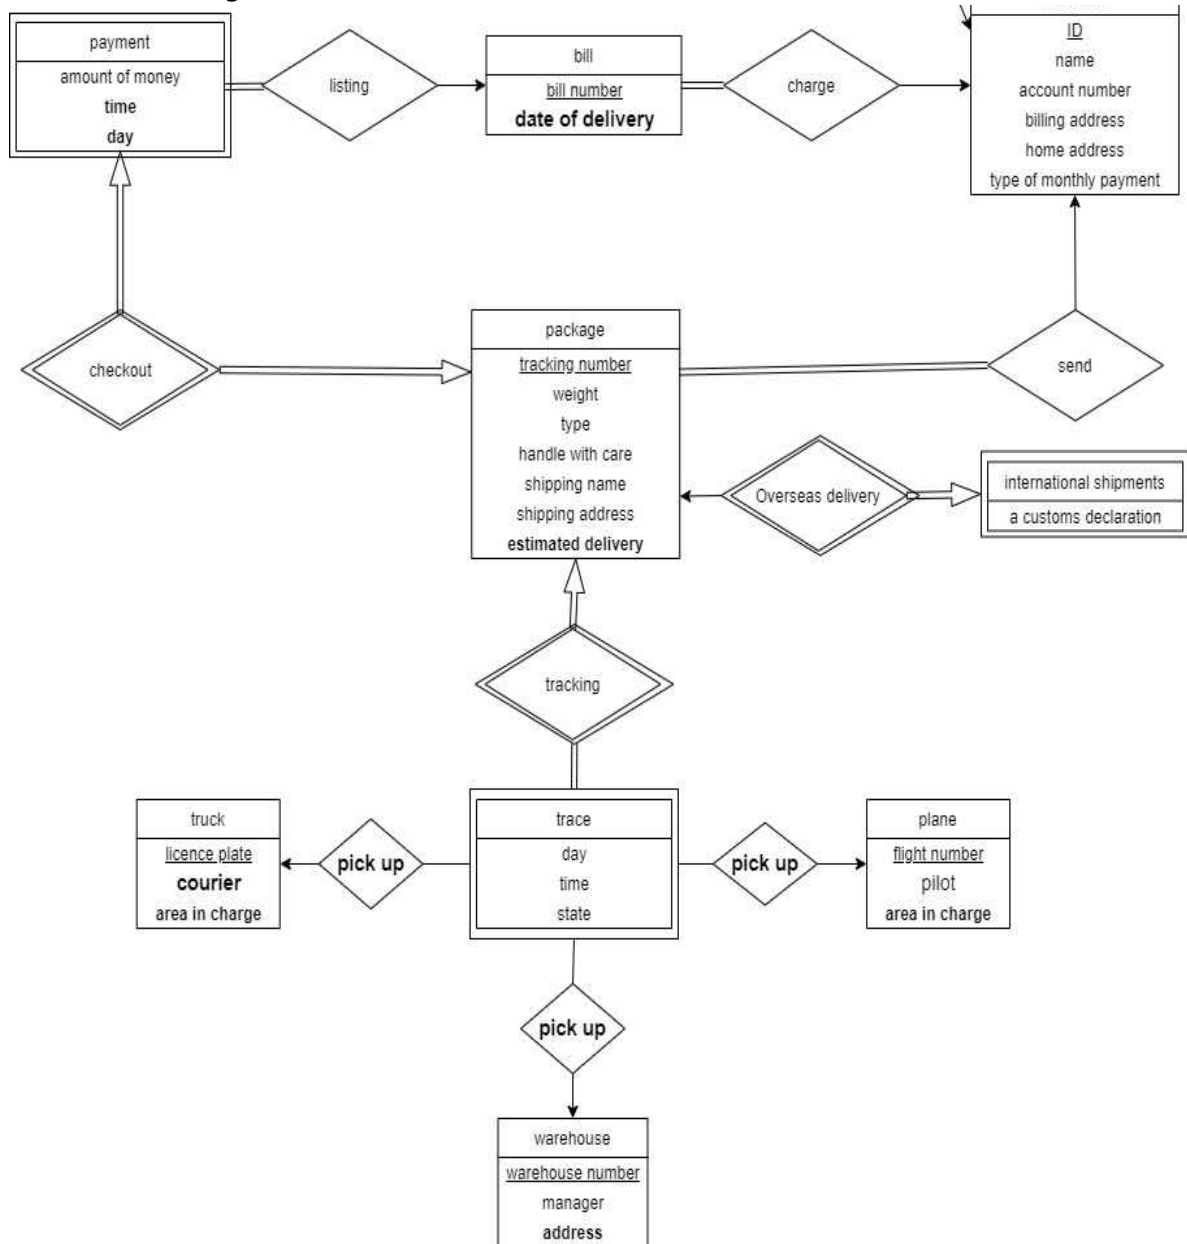 payment
amount of money
time
day
listing
bill
bill number
date of delivery
charge
ID
name
account number
billing address
home address
type of monthly payment
checkout
package
tracking number
weight
type
handle with care
shipping name
shipping address
estimated delivery
send
Overseas delivery
international shipments
a customs declaration
tracking
truck
licence plate
courier
area in charge
pick up
trace
day
time
state
pick up
plane
flight number
pilot
area in charge
pick up
warehouse
warehouse number
manager
address